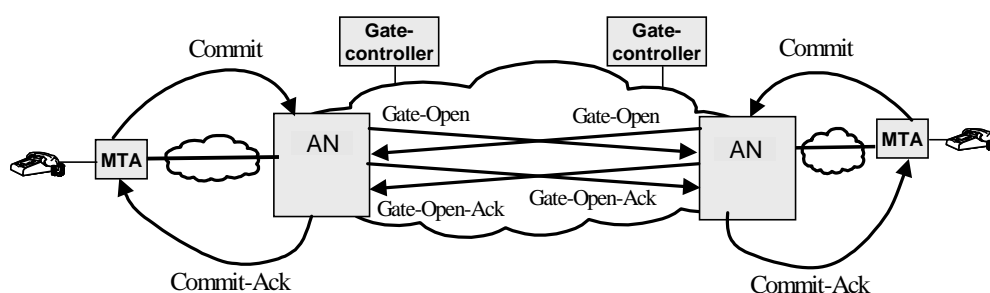 Gate-
controller
Gate-
controller
Commit
Commit
Gate-Open
Gate-Open
AN
AN
MTA
MTA
Gate-Open-Ack
Gate-Open-Ack
Commit-Ack
Commit-Ack